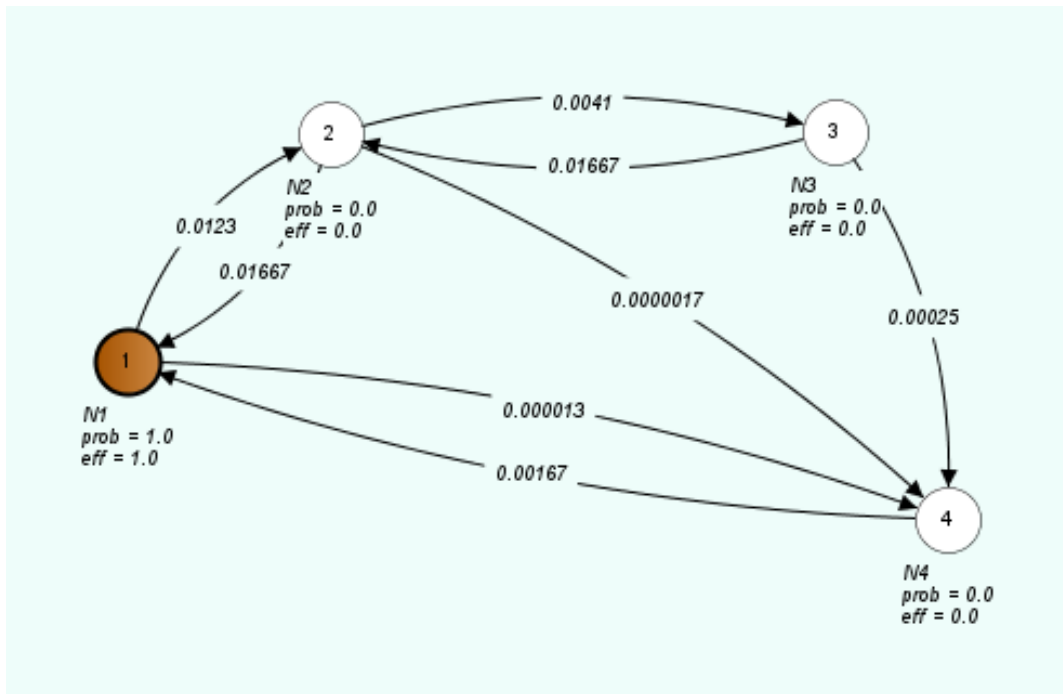 0.0041
2
3
0.01667
N2
prob = 0.0
eff = 0.0
N3
prob = 0.0
eff = 0.0
0.0123
0.01667
0.0000017
0.00025
1
N1
prob = 1.0
eff = 1.0
0.000013
0.00167
4
N4
prob = 0.0
eff = 0.0